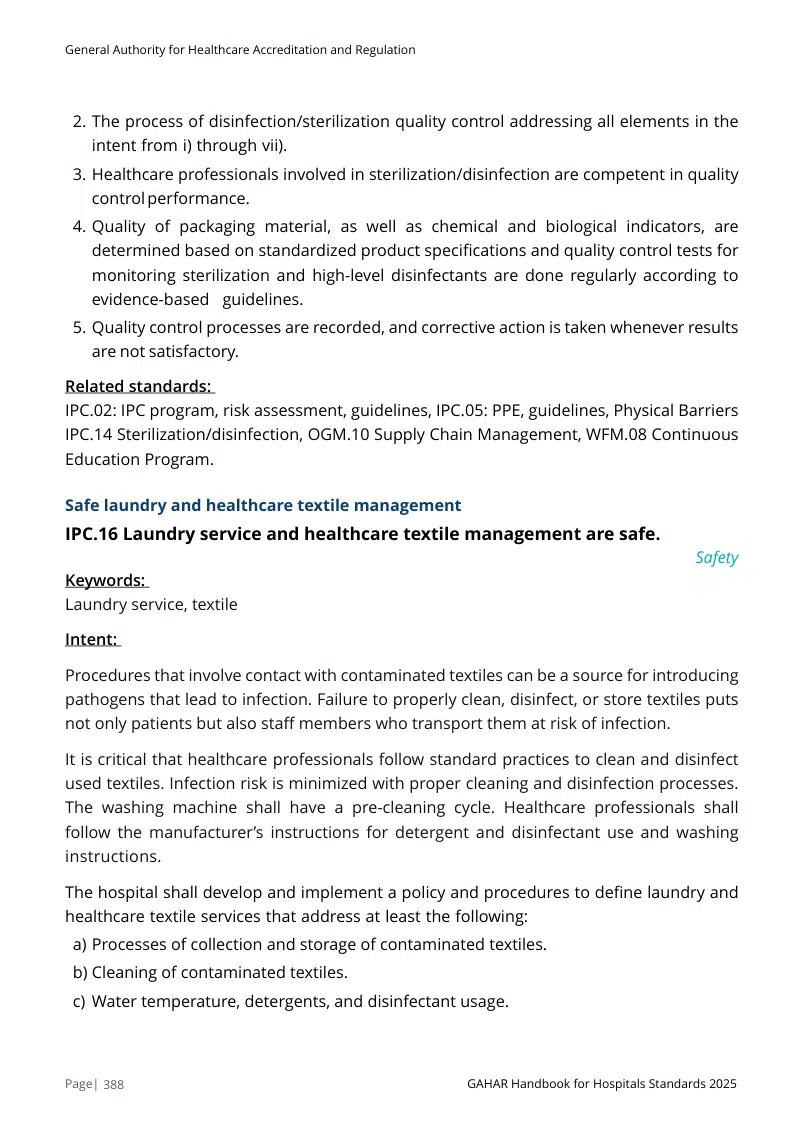 General Authority for Healthcare Accreditation and Regulation
2. The process of disinfection/sterilization quality control addressing all elements in the
intent from i) through vii).
3. Healthcare professionals involved in sterilization/disinfection are competent in quality
control performance.
4. Quality of packaging material, as well as chemical and biological indicators, are
determined based on standardized product specifications and quality control tests for
monitoring sterilization and high-level disinfectants are done regularly according to
evidence-based guidelines.
5. Quality control processes are recorded, and corrective action is taken whenever results
are not satisfactory.
Related standards:
IPC.02: IPC program, risk assessment, guidelines, IPC.05: PPE, guidelines, Physical Barriers
IPC.14 Sterilization/disinfection, OGM.10 Supply Chain Management, WFM.08 Continuous
Education Program.
Safe laundry and healthcare textile management
IPC.16 Laundry service and healthcare textile management are safe.
Safety
Keywords:
Laundry service, textile
Intent:
Procedures that involve contact with contaminated textiles can be a source for introducing
pathogens that lead to infection. Failure to properly clean, disinfect, or store textiles puts
not only patients but also staff members who transport them at risk of infection.
It is critical that healthcare professionals follow standard practices to clean and disinfect
used textiles. Infection risk is minimized with proper cleaning and disinfection processes.
The washing machine shall have a pre-cleaning cycle. Healthcare professionals shall
follow the manufacturer’s instructions for detergent and disinfectant use and washing
instructions.
The hospital shall develop and implement a policy and procedures to define laundry and
healthcare textile services that address at least the following:
a) Processes of collection and storage of contaminated textiles.
b) Cleaning of contaminated textiles.
c) Water temperature, detergents, and disinfectant usage.
Page| 388
GAHAR Handbook for Hospitals Standards 2025